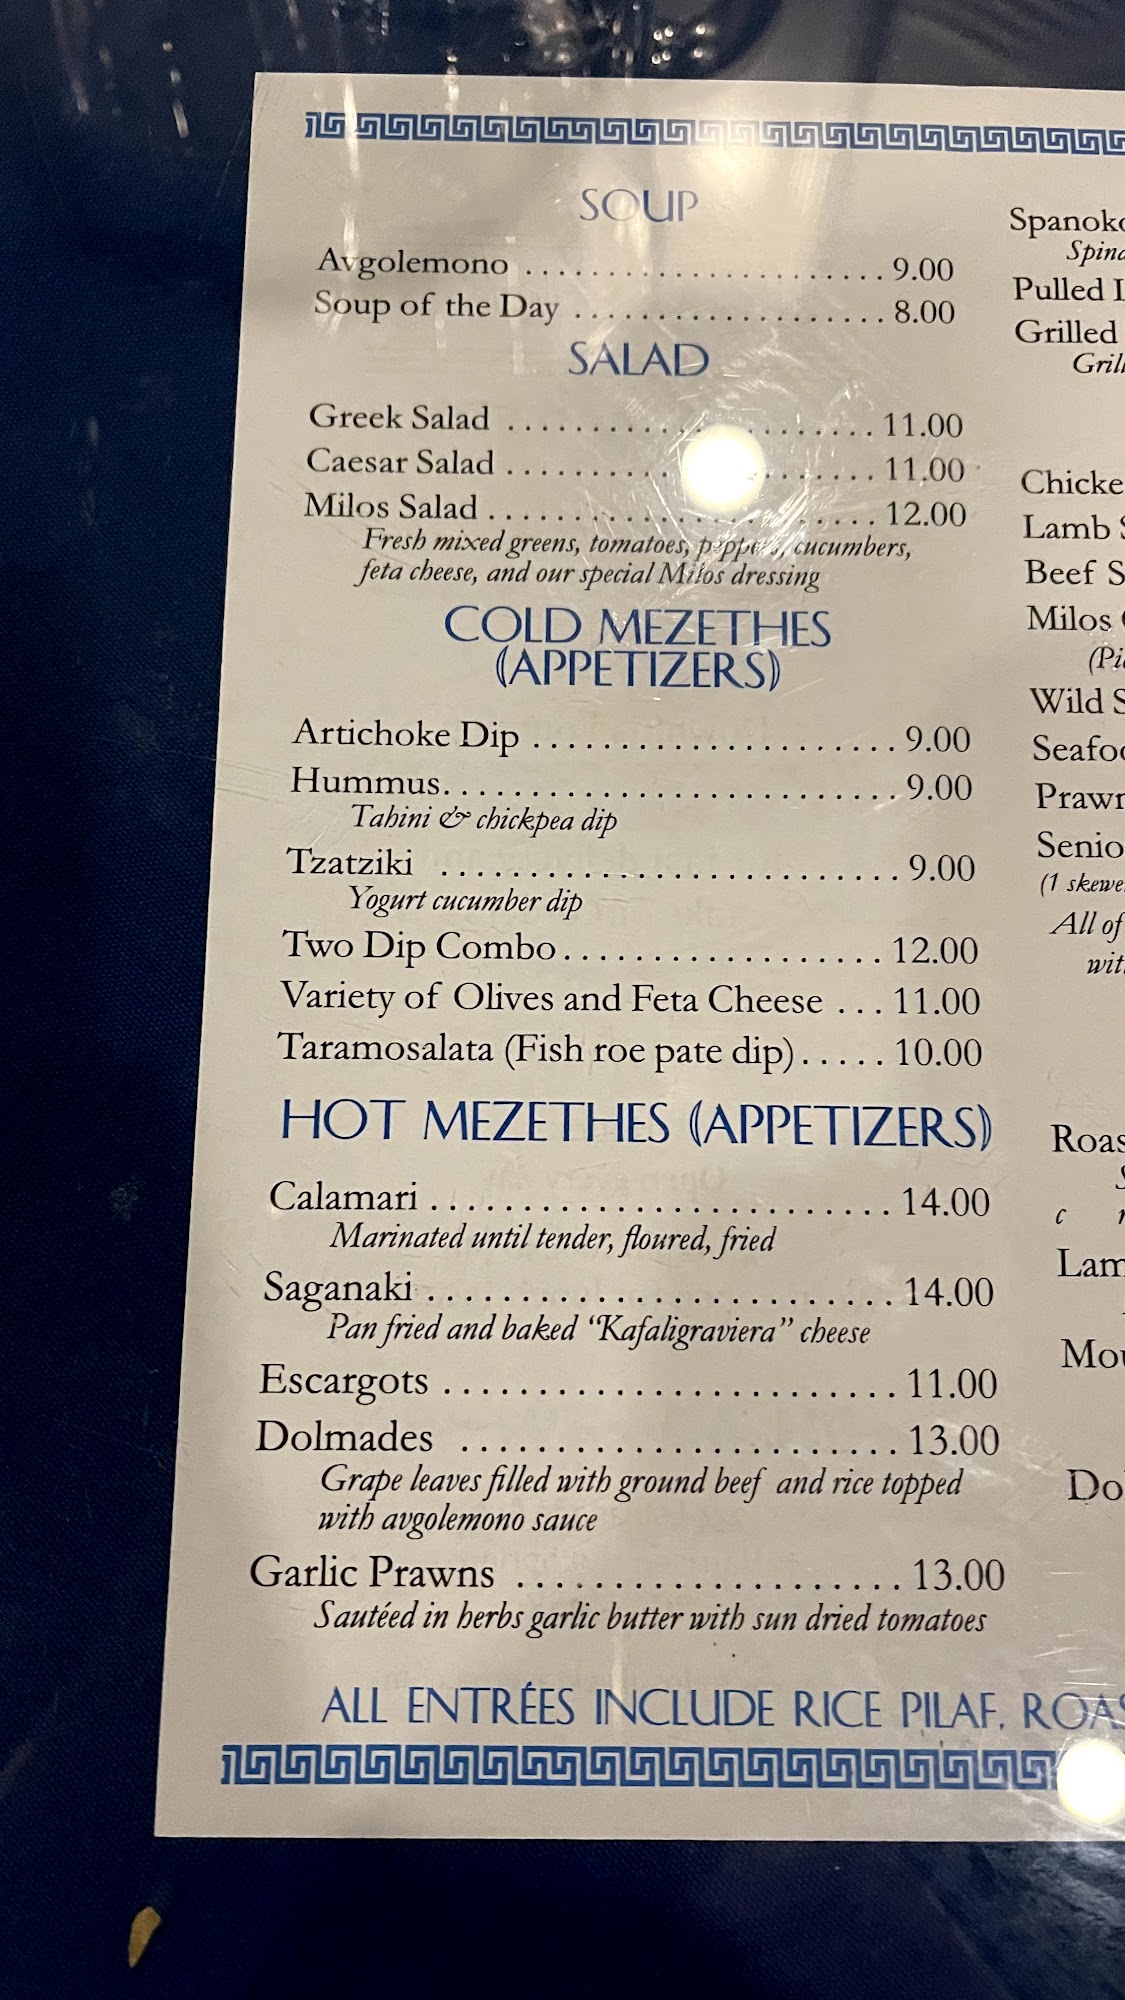 SOUP
Avgolemono ........................ 9.00
Soup of the Day .................... 8.00
SALAD
Greek Salad ........................ 11.00
Caesar Salad ........................ 11.00
Milos Salad ........................ 12.00
Fresh mixed greens, tomatoes, peppers, cucumbers,
feta cheese, and our special Milos dressing
COLD MEZETHES
(APPETIZERS)
Artichoke Dip ...................... 9.00
Hummus........................... 9.00
Tahini & chickpea dip
Tzatziki ............................ 9.00
Yogurt cucumber dip
Two Dip Combo................... 12.00
Variety of Olives and Feta Cheese ... 11.00
Taramosalata (Fish roe pate dip)..... 10.00
HOT MEZETHES (APPETIZERS)
Calamari .......................... 14.00
Marinated until tender, floured, fried
Saganaki .......................... 14.00
Pan fried and baked "Kafaligraviera" cheese
Escargots ......................... 11.00
Dolmades ........................ 13.00
Grape leaves filled with ground beef and rice topped
with avgolemono sauce
Garlic Prawns ..................... 13.00
Sautéed in herbs garlic butter with sun dried tomatoes
Pulled
Grilled
Lamb
Beef
Milos
Wild
All of
ALL ENTRÉES INCLUDE RICE PILAF,